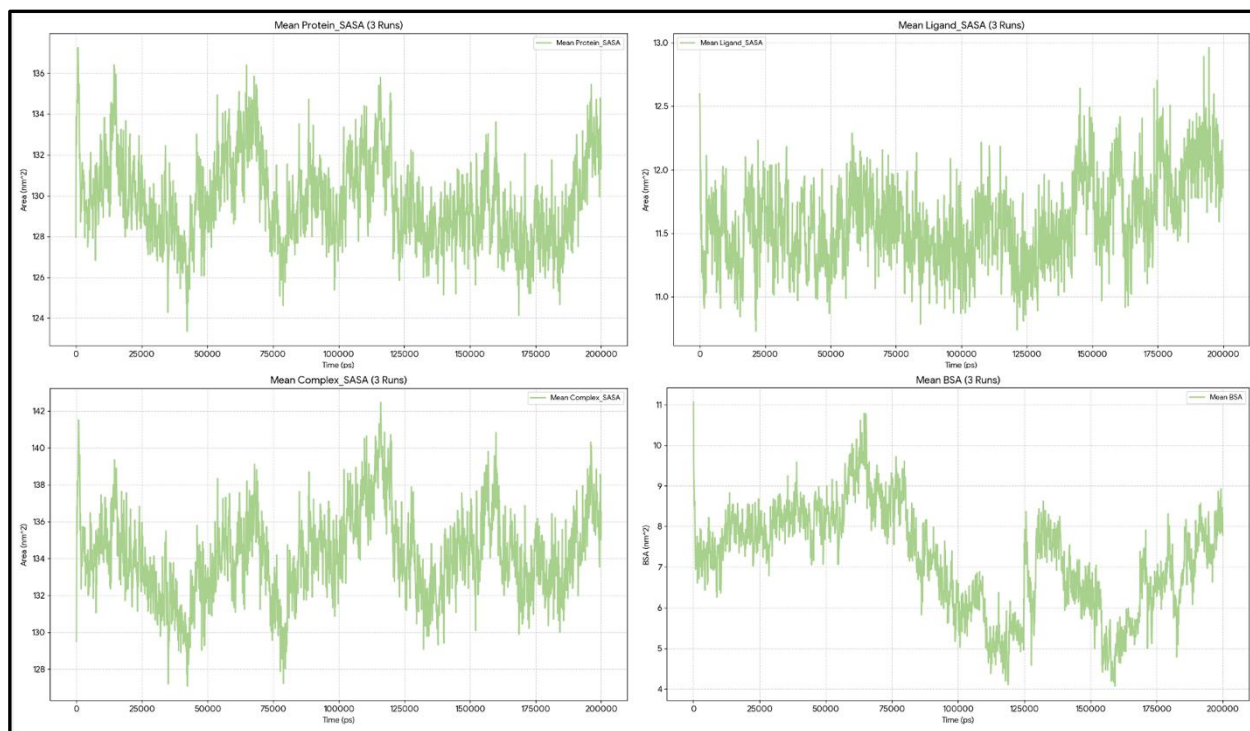 Mean Protein_SASA (3 Runs)
Mean Protein_SASA
Area (nm^2)
136
134
132
130
128
126
124
0 25000 50000 75000 100000 125000 150000 175000 200000
Time (ps)
Mean Ligand_SASA (3 Runs)
Mean Ligand_SASA
Area (nm^2)
13.0
12.5
12.0
11.5
11.0
0 25000 50000 75000 100000 125000 150000 175000 200000
Time (ps)
Mean Complex_SASA (3 Runs)
Mean Complex_SASA
Area (nm^2)
142
140
138
136
134
132
130
128
0 25000 50000 75000 100000 125000 150000 175000 200000
Time (ps)
Mean BSA (3 Runs)
Mean BSA
BSA (nm^2)
11
10
9
8
7
6
5
4
0 25000 50000 75000 100000 125000 150000 175000 200000
Time (ps)